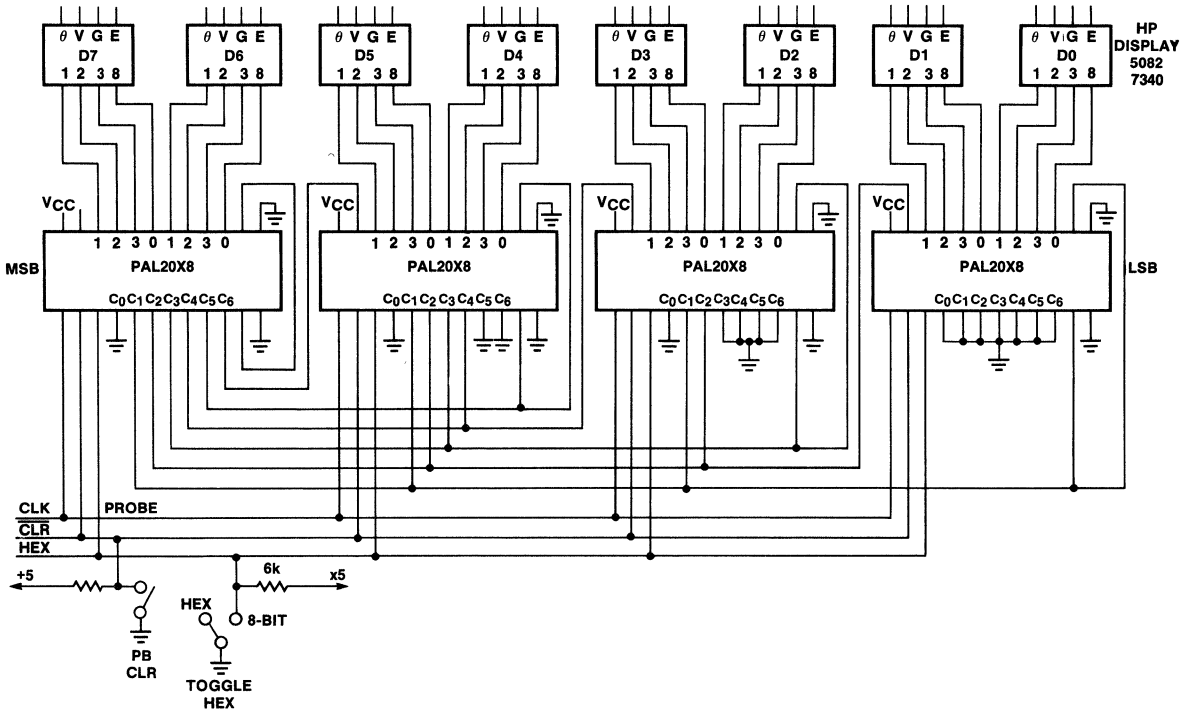 θ V G E θ V G E θ V G E θ V G E θ V G E θ V G E θ V G E θ V G E
D7 D6 D5 D4 D3 D2 D1 D0
1 2 3 8 1 2 3 8 1 2 3 8 1 2 3 8 1 2 3 8 1 2 3 8 1 2 3 8 1 2 3 8
HP
DISPLAY
5082
7340
VCC VCC VCC VCC
1 2 3 0 1 2 3 0 1 2 3 0 1 2 3 0 1 2 3 0 1 2 3 0 1 2 3 0 1 2 3 0
MSB PAL20X8 PAL20X8 PAL20X8 PAL20X8 LSB
C0 C1 C2 C3 C4 C5 C6 C0 C1 C2 C3 C4 C5 C6 C0 C1 C2 C3 C4 C5 C6 C0 C1 C2 C3 C4 C5 C6
CLK PROBE
CLR
HEX
+5 6k x5
HEX 8-BIT
PB
CLR
TOGGLE
HEX